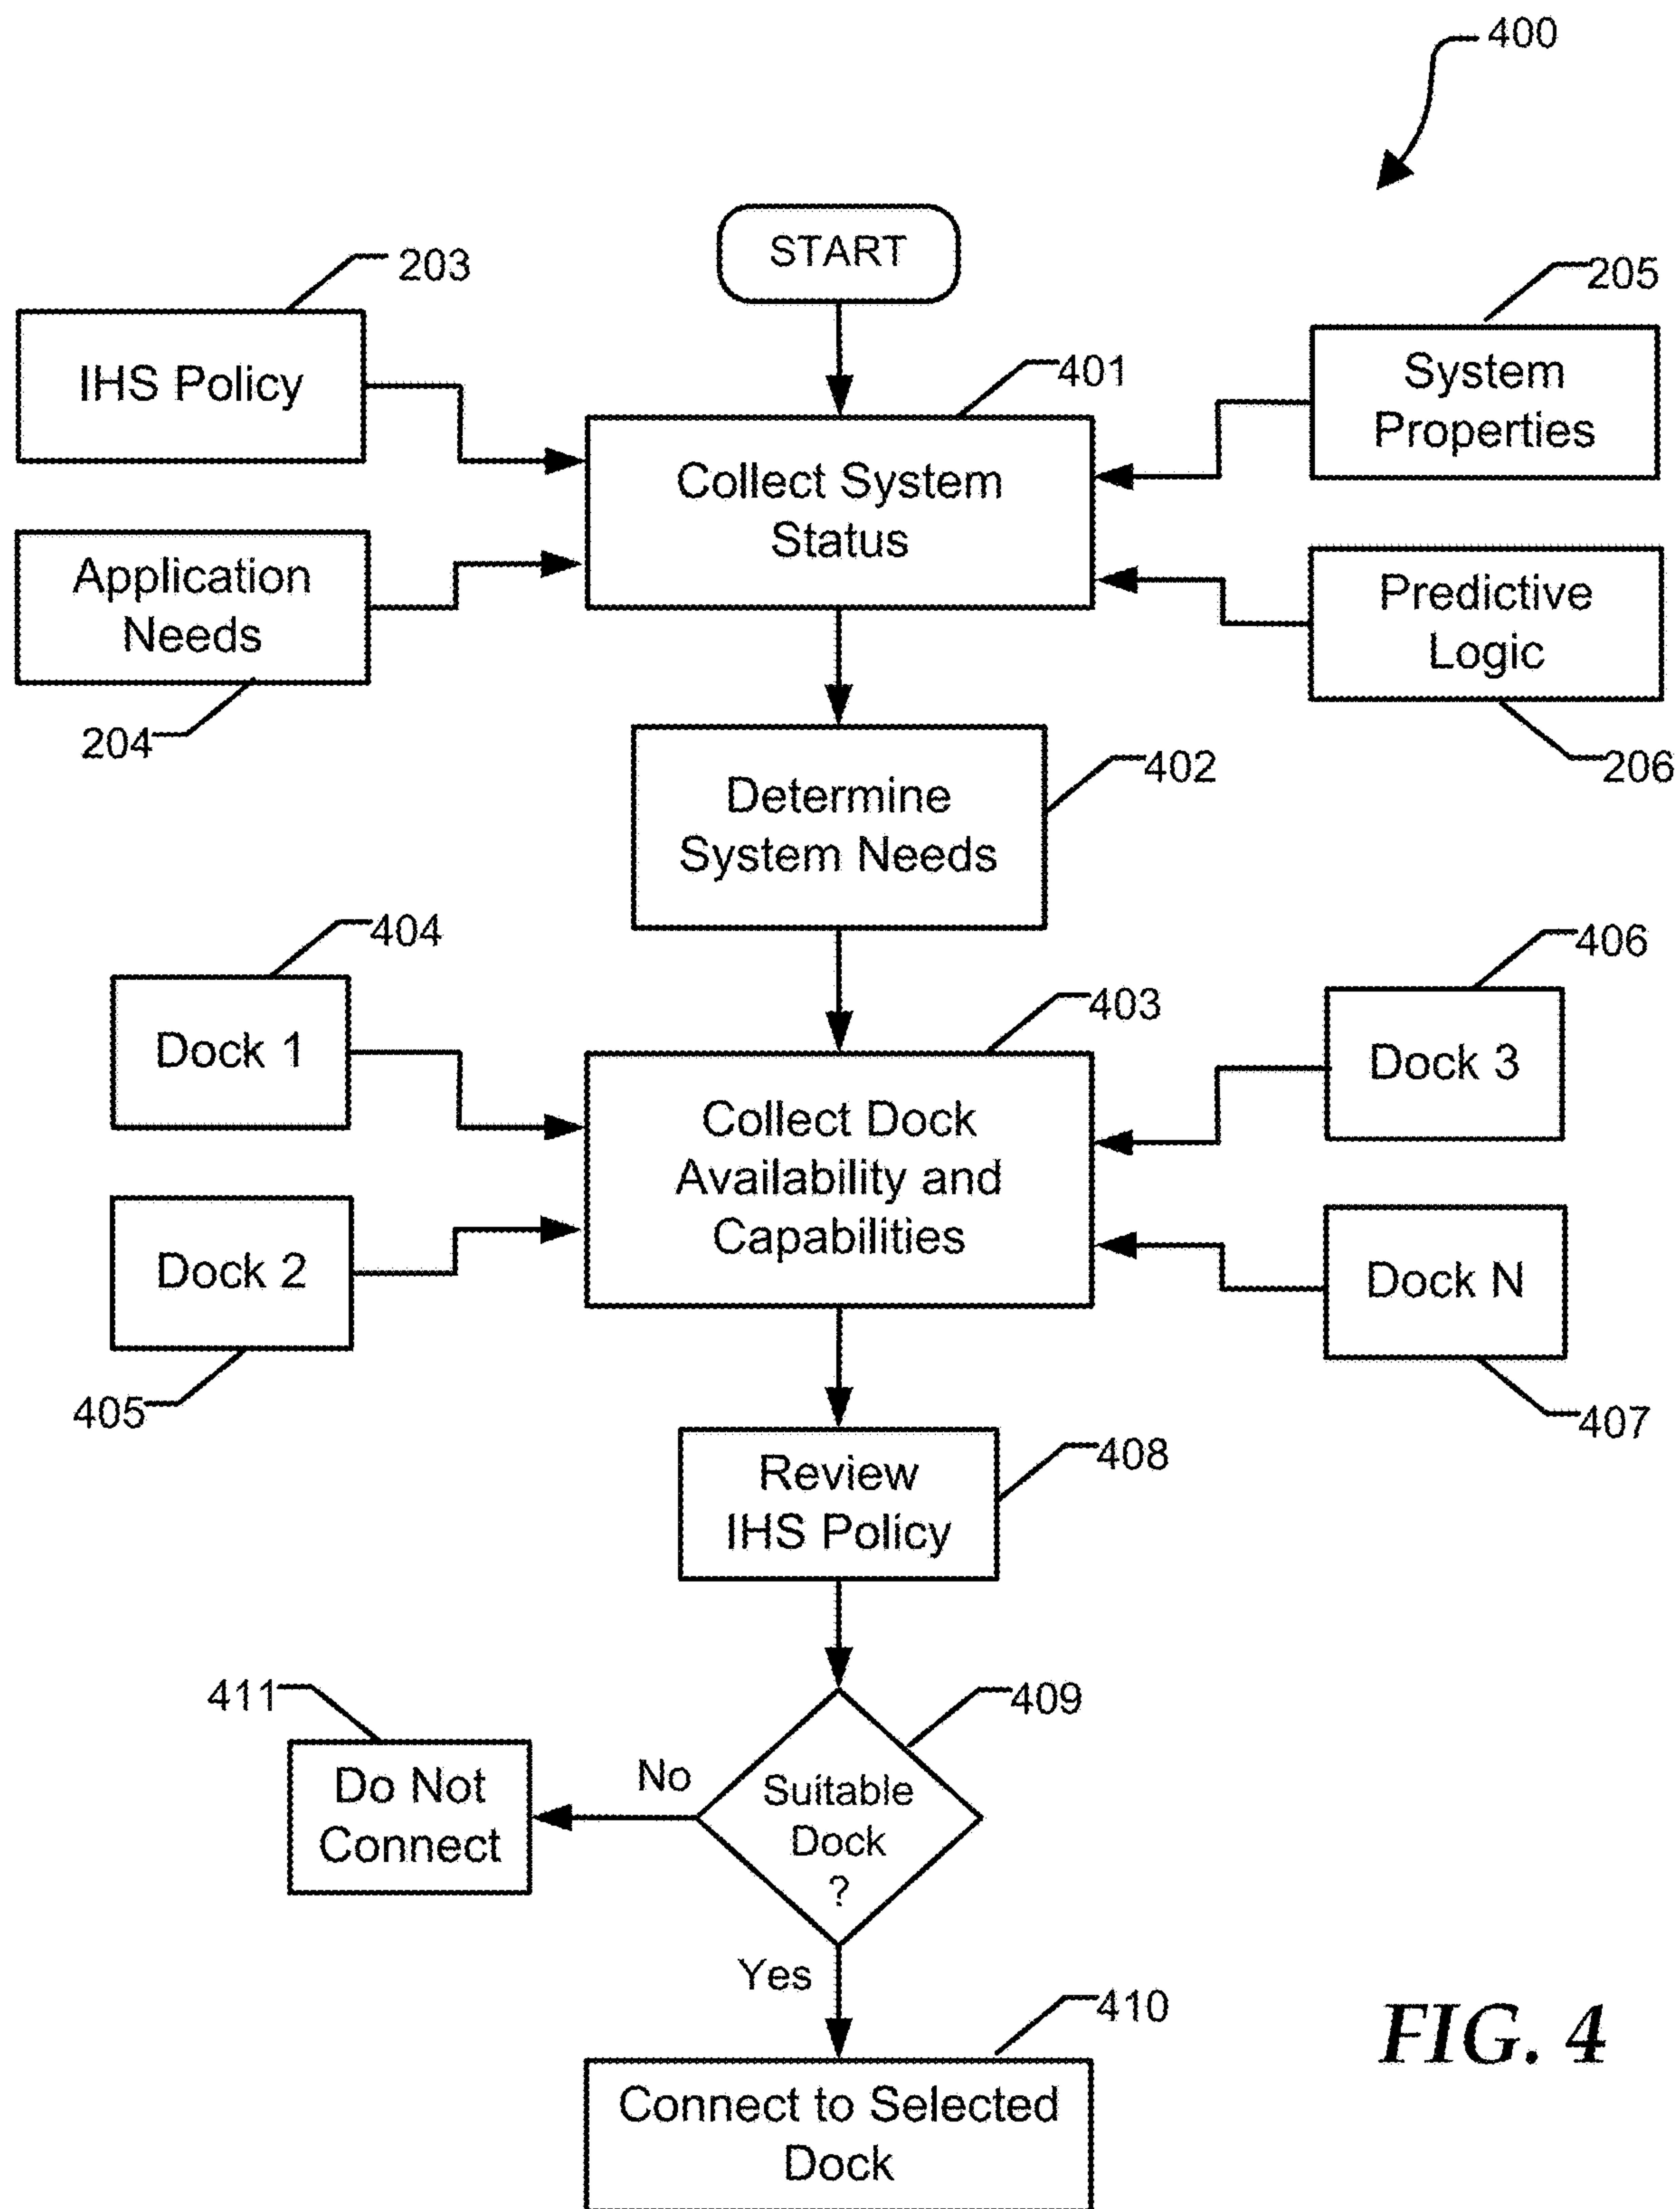 400
START
203
205
IHS Policy
System
Properties
401
Collect System
Status
Application
Needs
Predictive
Logic
204
206
402
Determine
System Needs
404
406
Dock 1
403
Dock 3
Collect Dock
Availability and
Capabilities
Dock 2
Dock N
405
407
408
Review
IHS Policy
411
409
Do Not
Connect
No
Suitable
Dock
?
Yes
410
FIG. 4
Connect to Selected
Dock